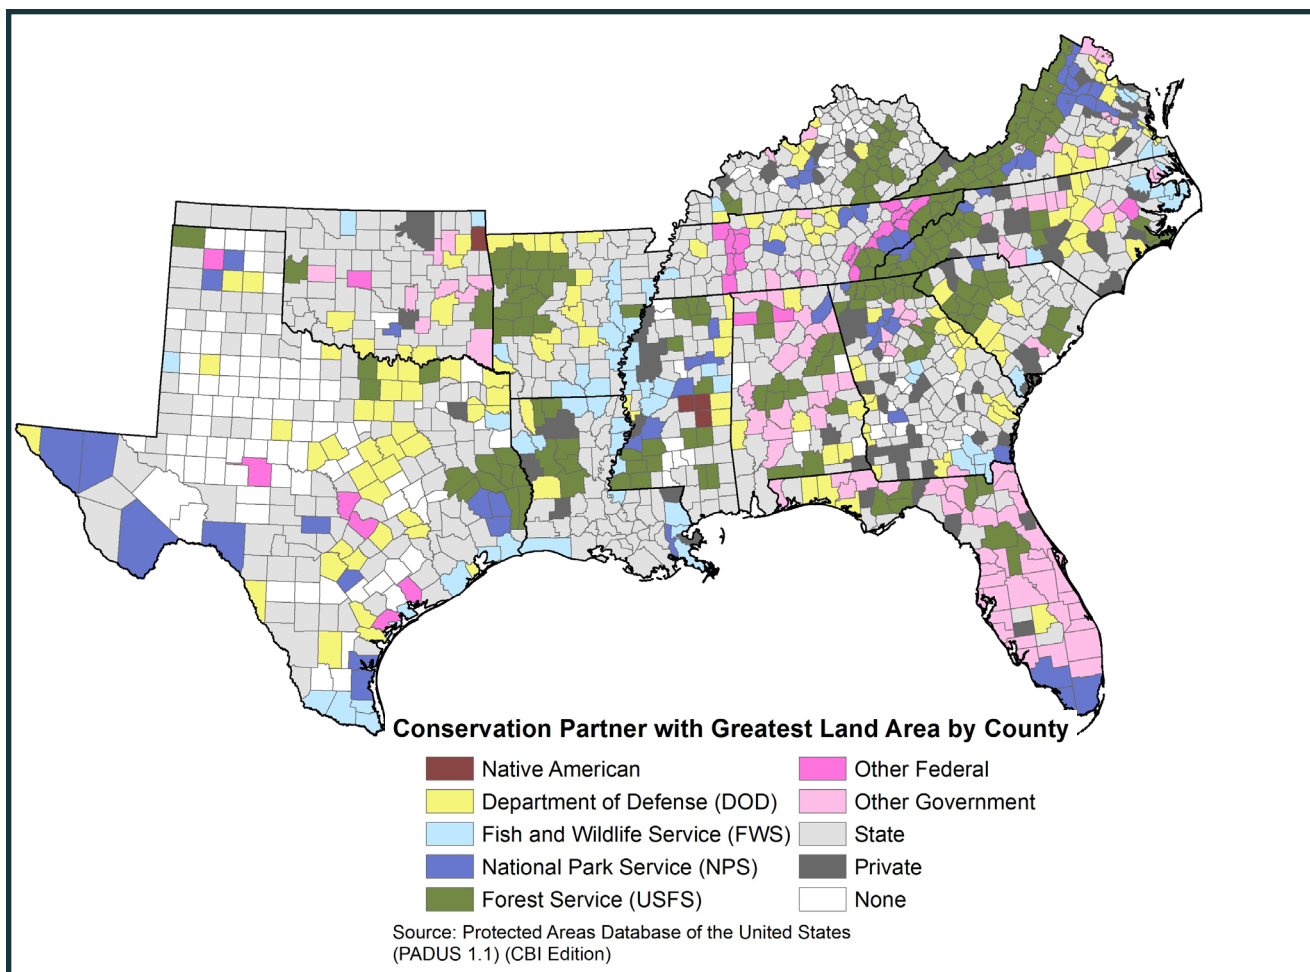 Conservation Partner with Greatest Land Area by County
Native American
Department of Defense (DOD)
Fish and Wildlife Service (FWS)
National Park Service (NPS)
Forest Service (USFS)
Other Federal
Other Government
State
Private
None
Source: Protected Areas Database of the United States
(PADUS 1.1) (CBI Edition)